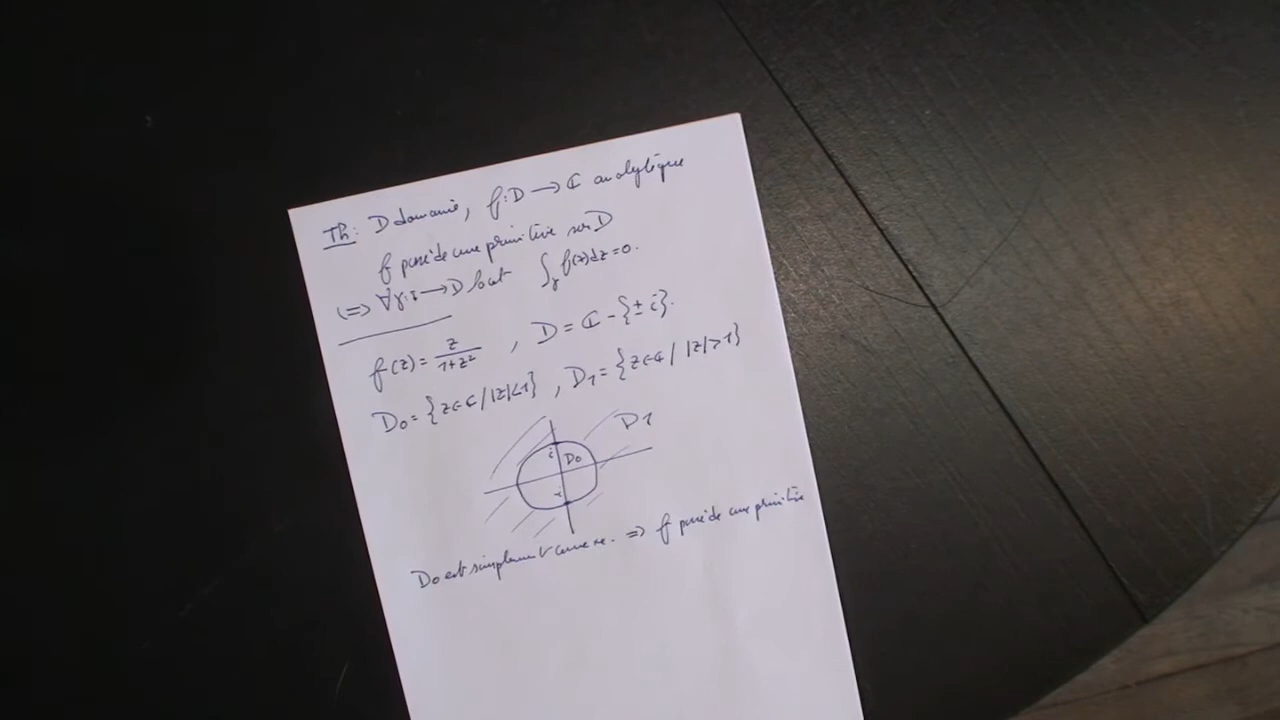 Th: D domaine, f: D → ℂ analytique
f possède une primitive sur D
⟺ ∀γ: I → D lacet ∫γ f(z)dz = 0.
f(z) = z/(1+z²) , D = ℂ - {± i}.
D₀ = {z ∈ ℂ / |z| < 1} , D₁ = {z ∈ ℂ / |z| > 1}
D1
i D₀
-i
D₀ est simplement connexe. ⟹ f possède une primitive